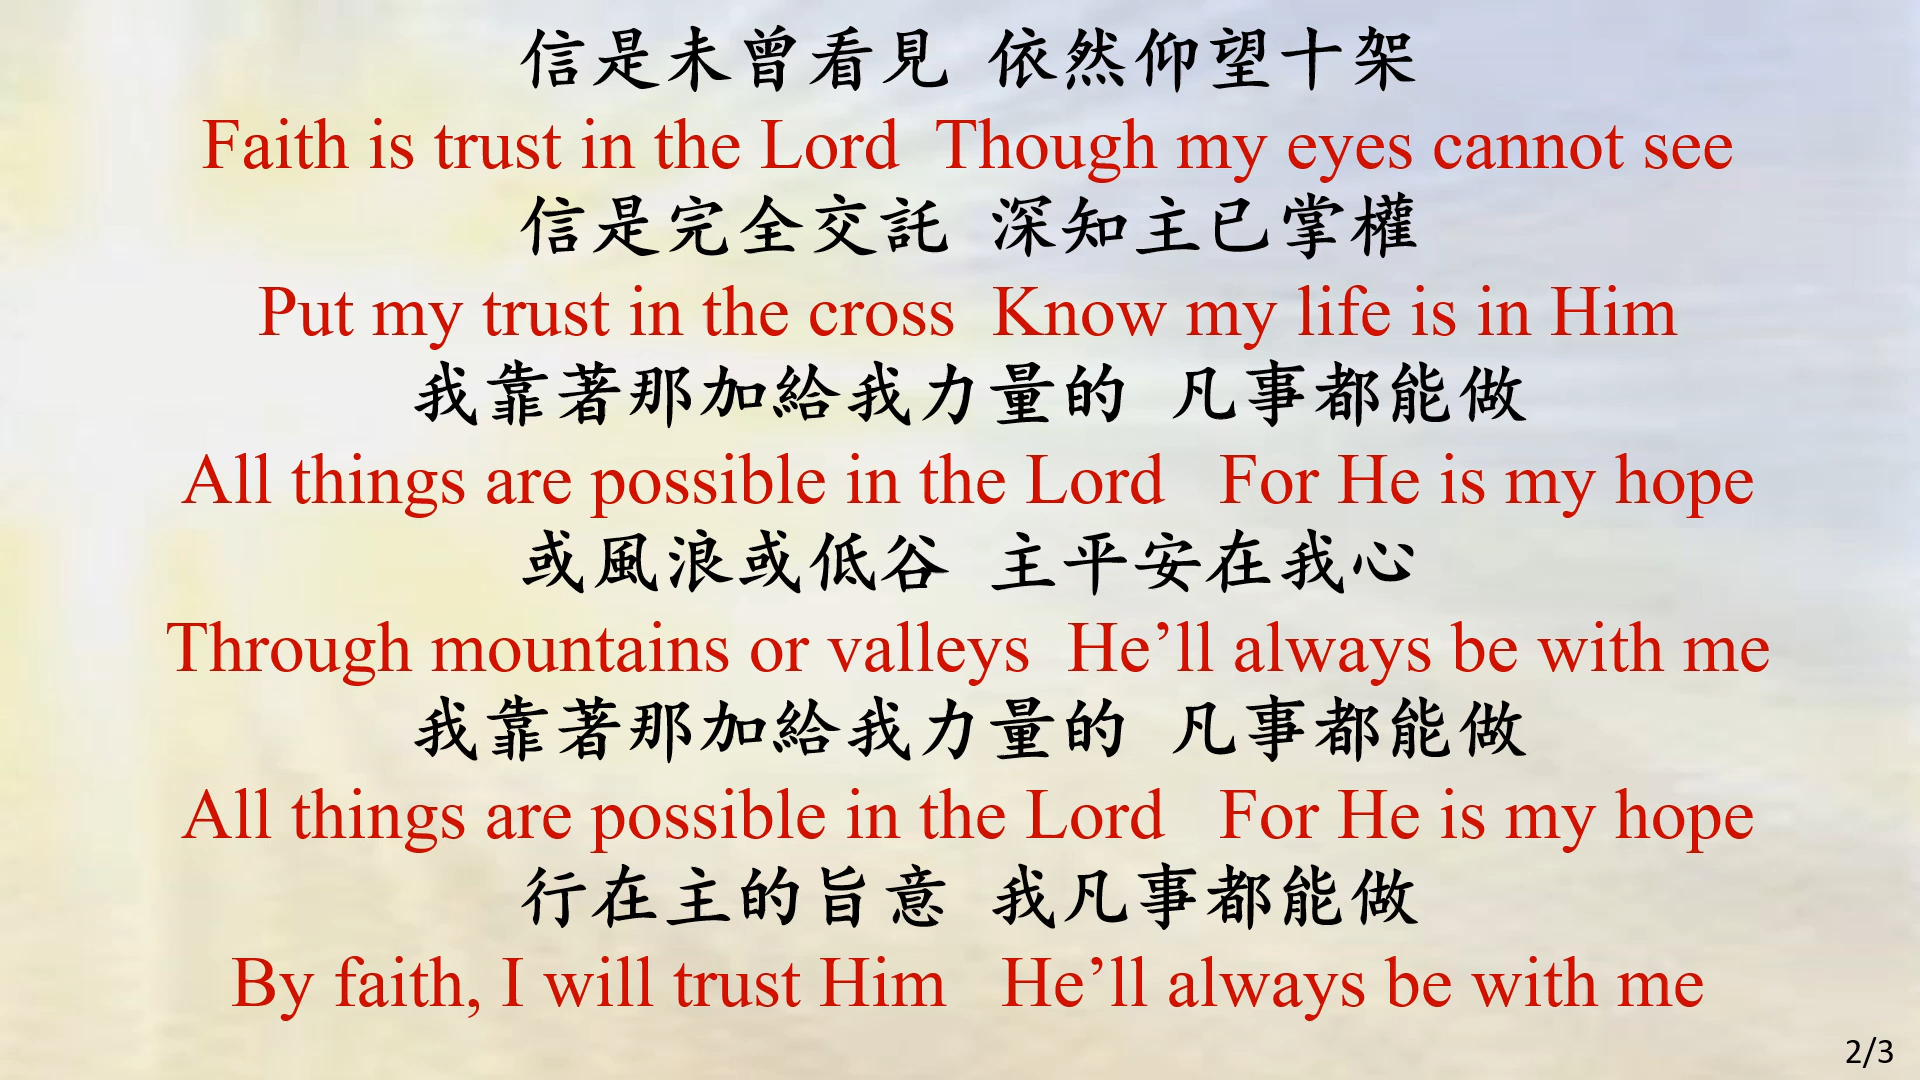 信是未曾看見 依然仰望十架
Faith is trust in the Lord Though my eyes cannot see
信是完全交託 深知主已掌權
Put my trust in the cross Know my life is in Him
我靠著那加給我力量的 凡事都能做
All things are possible in the Lord For He is my hope
或風浪或低谷 主平安在我心
Through mountains or valleys He’ll always be with me
我靠著那加給我力量的 凡事都能做
All things are possible in the Lord For He is my hope
行在主的旨意 我凡事都能做
By faith, I will trust Him He’ll always be with me
2/3